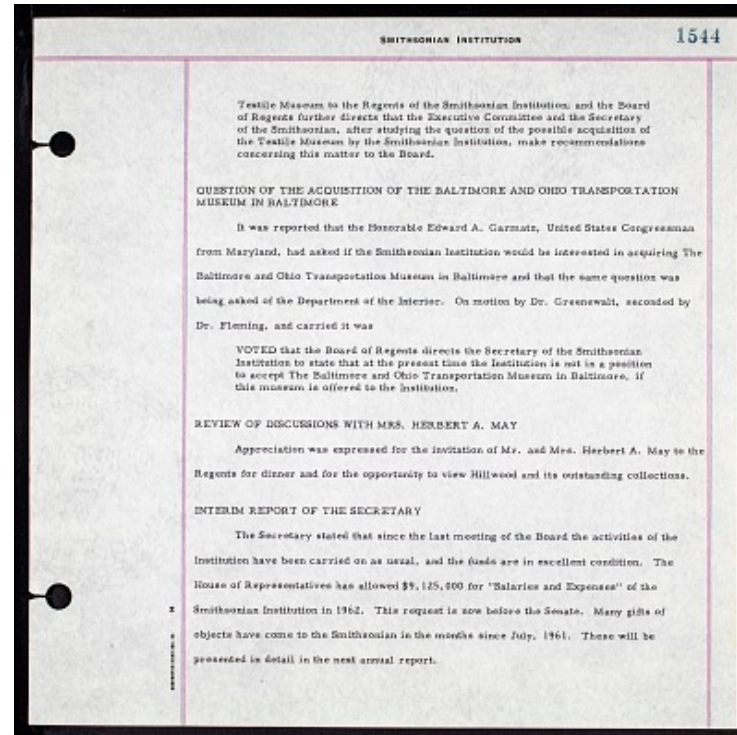 SMITHSONIAN INSTITUTION
1544
Textile Museum to the Regents of the Smithsonian Institution; and the Board
of Regents further directs that the Executive Committee and the Secretary
of the Smithsonian, after studying the question of the possible acquisition of
the Textile Museum by the Smithsonian Institution, make recommendations
concerning this matter to the Board.
QUESTION OF THE ACQUISITION OF THE BALTIMORE AND OHIO TRANSPORTATION
MUSEUM IN BALTIMORE
It was reported that the Honorable Edward A. Garmatz, United States Congressman
from Maryland, had asked if the Smithsonian Institution would be interested in acquiring The
Baltimore and Ohio Transportation Museum in Baltimore and that the same question was
being asked of the Department of the Interior. On motion by Dr. Greenewalt, seconded by
Dr. Fleming, and carried it was
VOTED that the Board of Regents directs the Secretary of the Smithsonian
Institution to state that at the present time the Institution is not in a position
to accept The Baltimore and Ohio Transportation Museum in Baltimore, if
this museum is offered to the Institution.
REVIEW OF DISCUSSIONS WITH MRS. HERBERT A. MAY
Appreciation was expressed for the invitation of Mr. and Mrs. Herbert A. May to the
Regents for dinner and for the opportunity to view Hillwood and its outstanding collections.
INTERIM REPORT OF THE SECRETARY
The Secretary stated that since the last meeting of the Board the activities of the
Institution have been carried on as usual, and the funds are in excellent condition. The
House of Representatives has allowed $9,125,000 for "Salaries and Expenses" of the
Smithsonian Institution in 1962. This request is now before the Senate. Many gifts of
objects have come to the Smithsonian in the months since July, 1961. These will be
presented in detail in the next annual report.